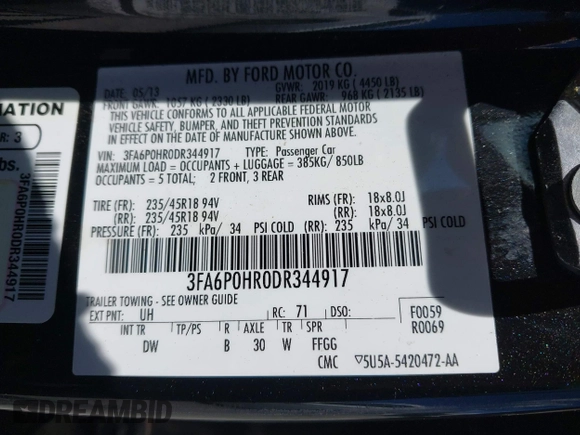 MFD. BY FORD MOTOR CO.
DATE: 05/13
GVWR: 2019 KG ( 4450 LB)
FRONT GAWR: 1057 KG ( 2330 LB)
REAR GAWR: 968 KG ( 2135 LB)
THIS VEHICLE CONFORMS TO ALL APPLICABLE FEDERAL MOTOR
VEHICLE SAFETY, BUMPER, AND THEFT PREVENTION STANDARDS
IN EFFECT ON THE DATE OF MANUFACTURE SHOWN ABOVE.
VIN: 3FA6P0HR0DR344917 TYPE: Passenger Car
MAXIMUM LOAD = OCCUPANTS + LUGGAGE = 385KG/ 850LB
OCCUPANTS = 5 TOTAL; 2 FRONT, 3 REAR
TIRE (FR): 235/45R18 94V RIMS (FR): 18x8.0J
(RR): 235/45R18 94V (RR): 18x8.0J
PRESSURE (FR): 235 kPa/ 34 PSI COLD (RR): 235 kPa/ 34 PSI COLD
3FA6P0HR0DR344917
TRAILER TOWING - SEE OWNER GUIDE
EXT PNT: UH RC: 71 DSO:
F0059
R0069
INT TR TP/PS R AXLE TR SPR
DW B 30 W FFGG
CMC ▽5U5A-5420472-AA
MATION
R: 3
bs.
3FA6P0HR0DR344917
DREAMBID